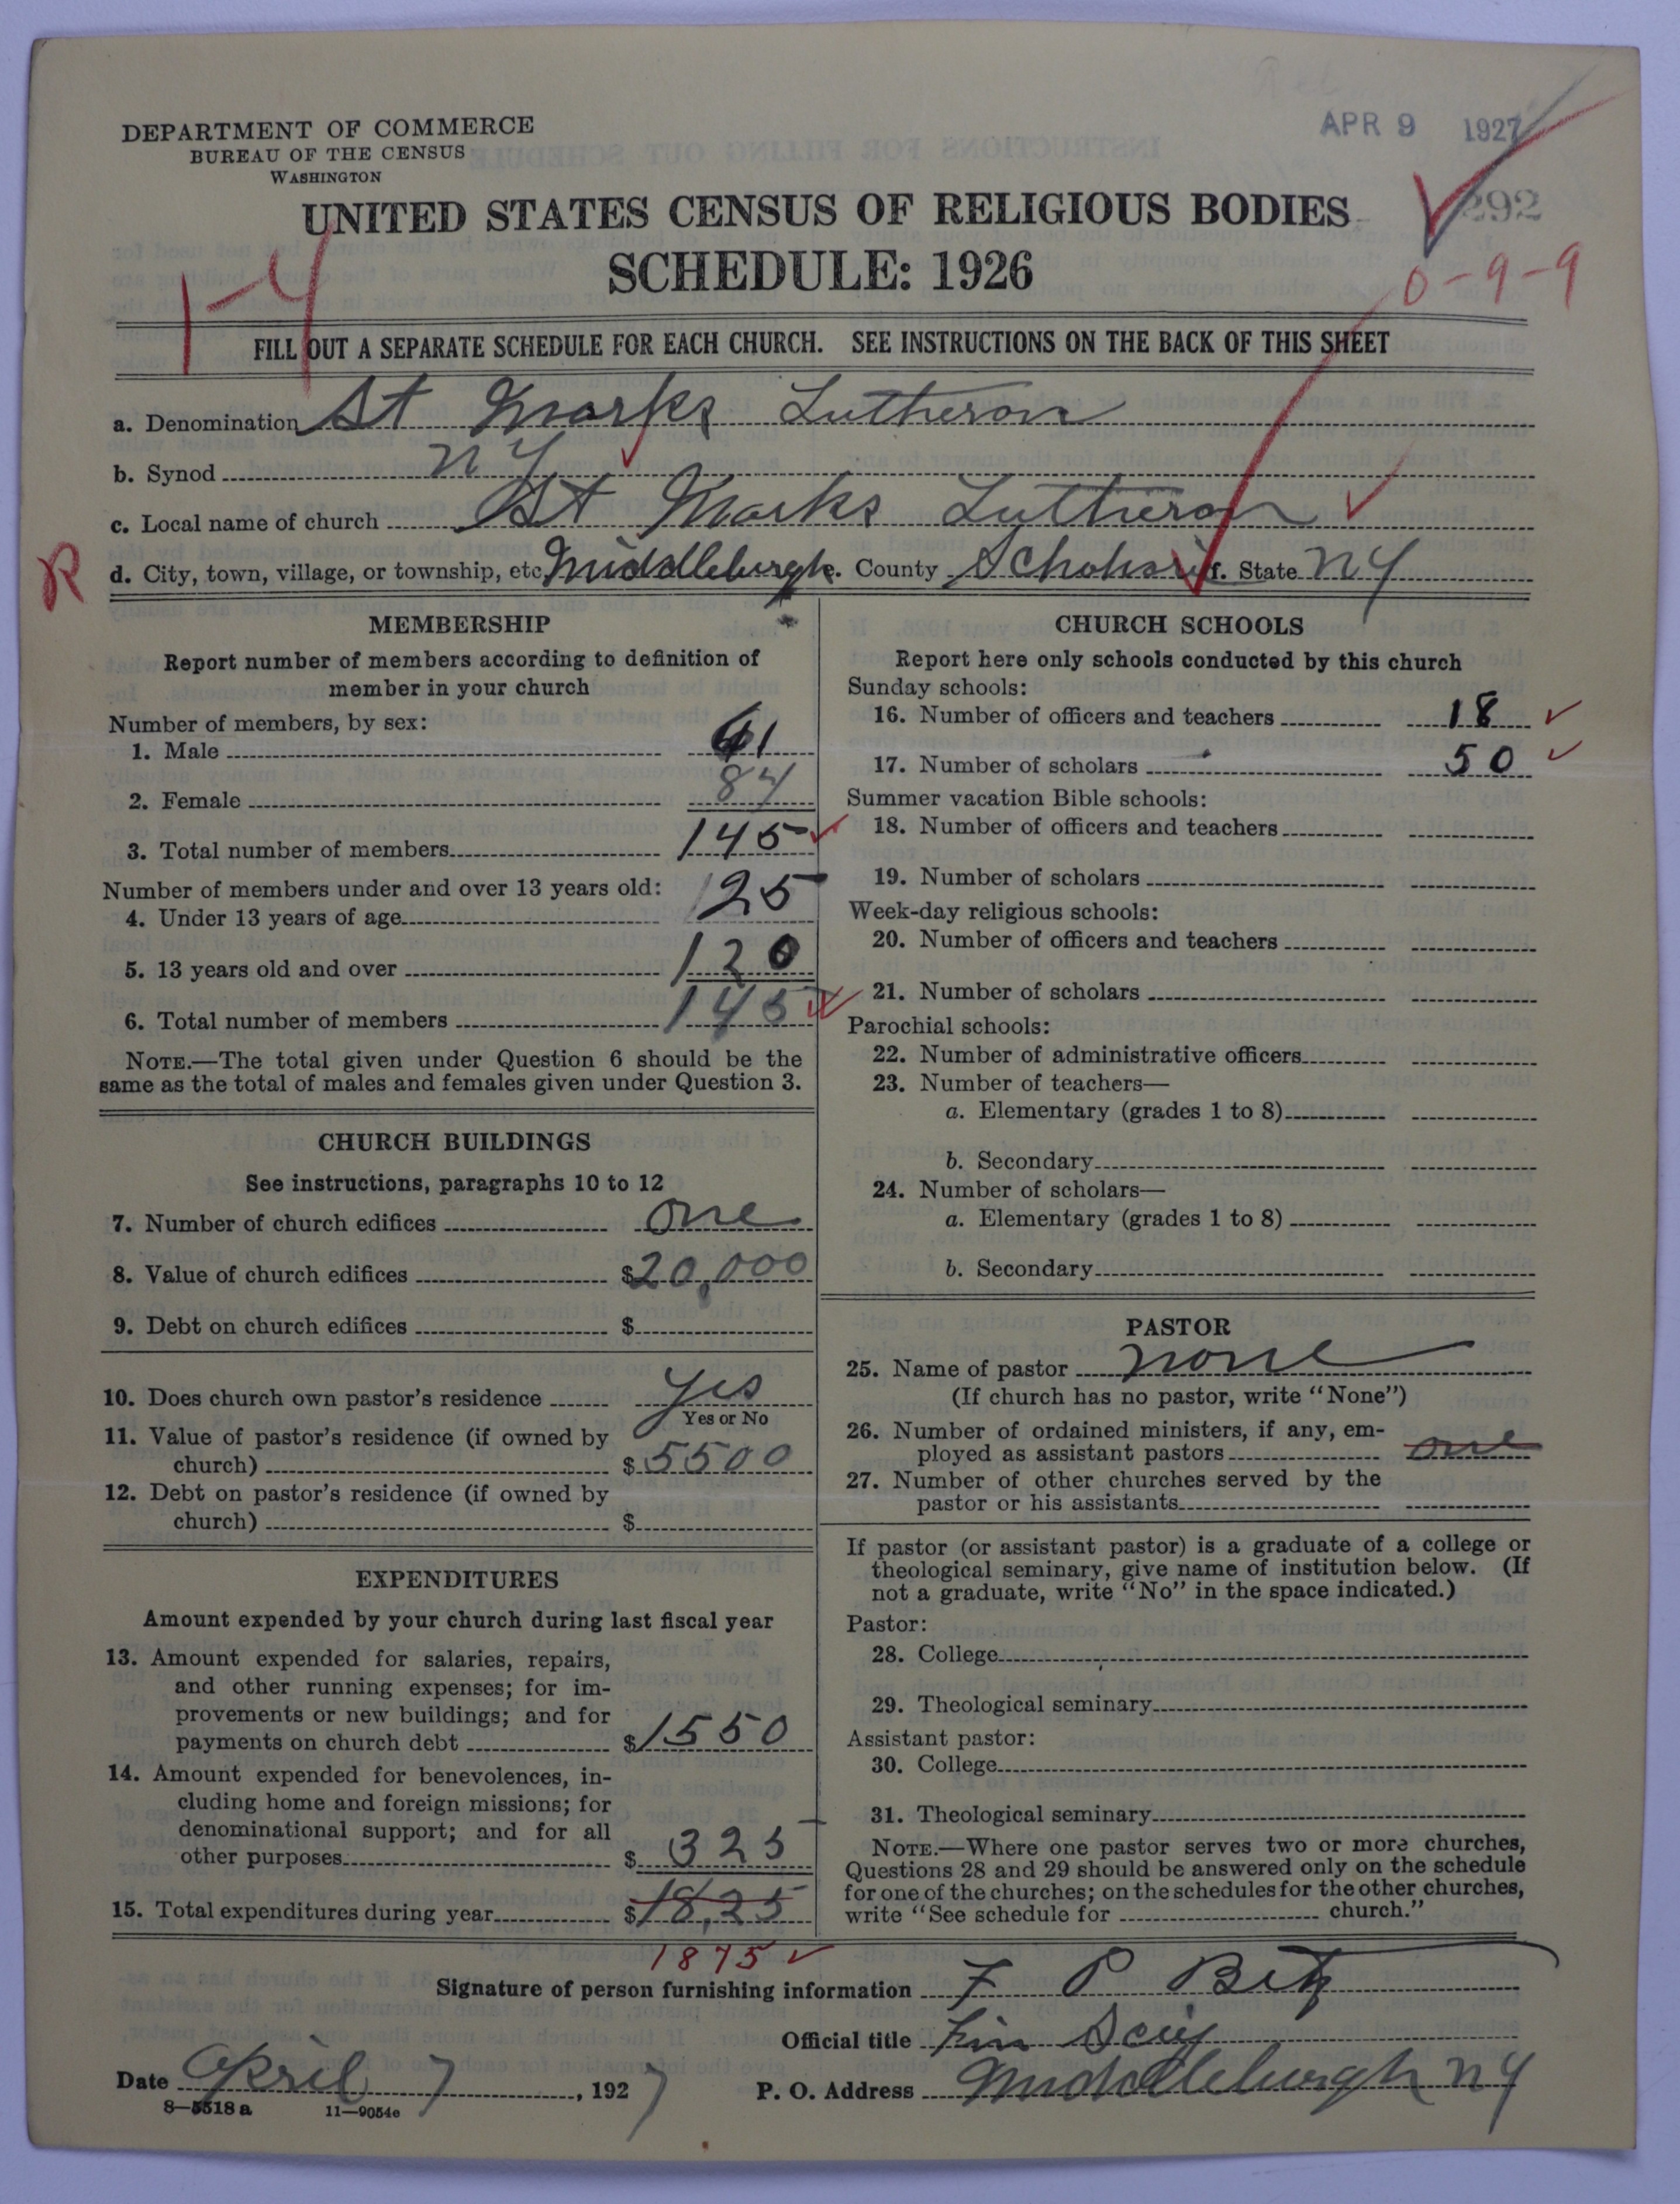 DEPARTMENT OF COMMERCE
BUREAU OF THE CENSUS
WASHINGTON
APR 9 1927
292
UNITED STATES CENSUS OF RELIGIOUS BODIES
SCHEDULE: 1926
1-4
0-9-9
FILL OUT A SEPARATE SCHEDULE FOR EACH CHURCH. SEE INSTRUCTIONS ON THE BACK OF THIS SHEET
a. Denomination St Marks Lutheran
b. Synod NY
c. Local name of church St Marks Lutheran
R
d. City, town, village, or township, etc. Middleburgh e. County Schoharie f. State NY
MEMBERSHIP
Report number of members according to definition of
member in your church
Number of members, by sex:
1. Male 61
2. Female 84
3. Total number of members 145
Number of members under and over 13 years old:
4. Under 13 years of age 25
5. 13 years old and over 120
6. Total number of members 145
NOTE.—The total given under Question 6 should be the
same as the total of males and females given under Question 3.
CHURCH BUILDINGS
See instructions, paragraphs 10 to 12
7. Number of church edifices one
8. Value of church edifices $20,000
9. Debt on church edifices $
10. Does church own pastor's residence Yes
Yes or No
11. Value of pastor's residence (if owned by
church) $5500
12. Debt on pastor's residence (if owned by
church) $
EXPENDITURES
Amount expended by your church during last fiscal year
13. Amount expended for salaries, repairs,
and other running expenses; for im-
provements or new buildings; and for
payments on church debt $1550
14. Amount expended for benevolences, in-
cluding home and foreign missions; for
denominational support; and for all
other purposes $325
15. Total expenditures during year $18,25
1875
CHURCH SCHOOLS
Report here only schools conducted by this church
Sunday schools:
16. Number of officers and teachers 18
17. Number of scholars 50
Summer vacation Bible schools:
18. Number of officers and teachers
19. Number of scholars
Week-day religious schools:
20. Number of officers and teachers
21. Number of scholars
Parochial schools:
22. Number of administrative officers
23. Number of teachers—
a. Elementary (grades 1 to 8)
b. Secondary
24. Number of scholars—
a. Elementary (grades 1 to 8)
b. Secondary
PASTOR
25. Name of pastor none
(If church has no pastor, write "None")
26. Number of ordained ministers, if any, em-
ployed as assistant pastors one
27. Number of other churches served by the
pastor or his assistants
If pastor (or assistant pastor) is a graduate of a college or
theological seminary, give name of institution below. (If
not a graduate, write "No" in the space indicated.)
Pastor:
28. College
29. Theological seminary
Assistant pastor:
30. College
31. Theological seminary
NOTE.—Where one pastor serves two or more churches,
Questions 28 and 29 should be answered only on the schedule
for one of the churches; on the schedules for the other churches,
write "See schedule for church."
Signature of person furnishing information F P Betz
Official title Fin Secy
Date April 7, 1927 P. O. Address Middleburgh NY
8—5518 a 11—9054c